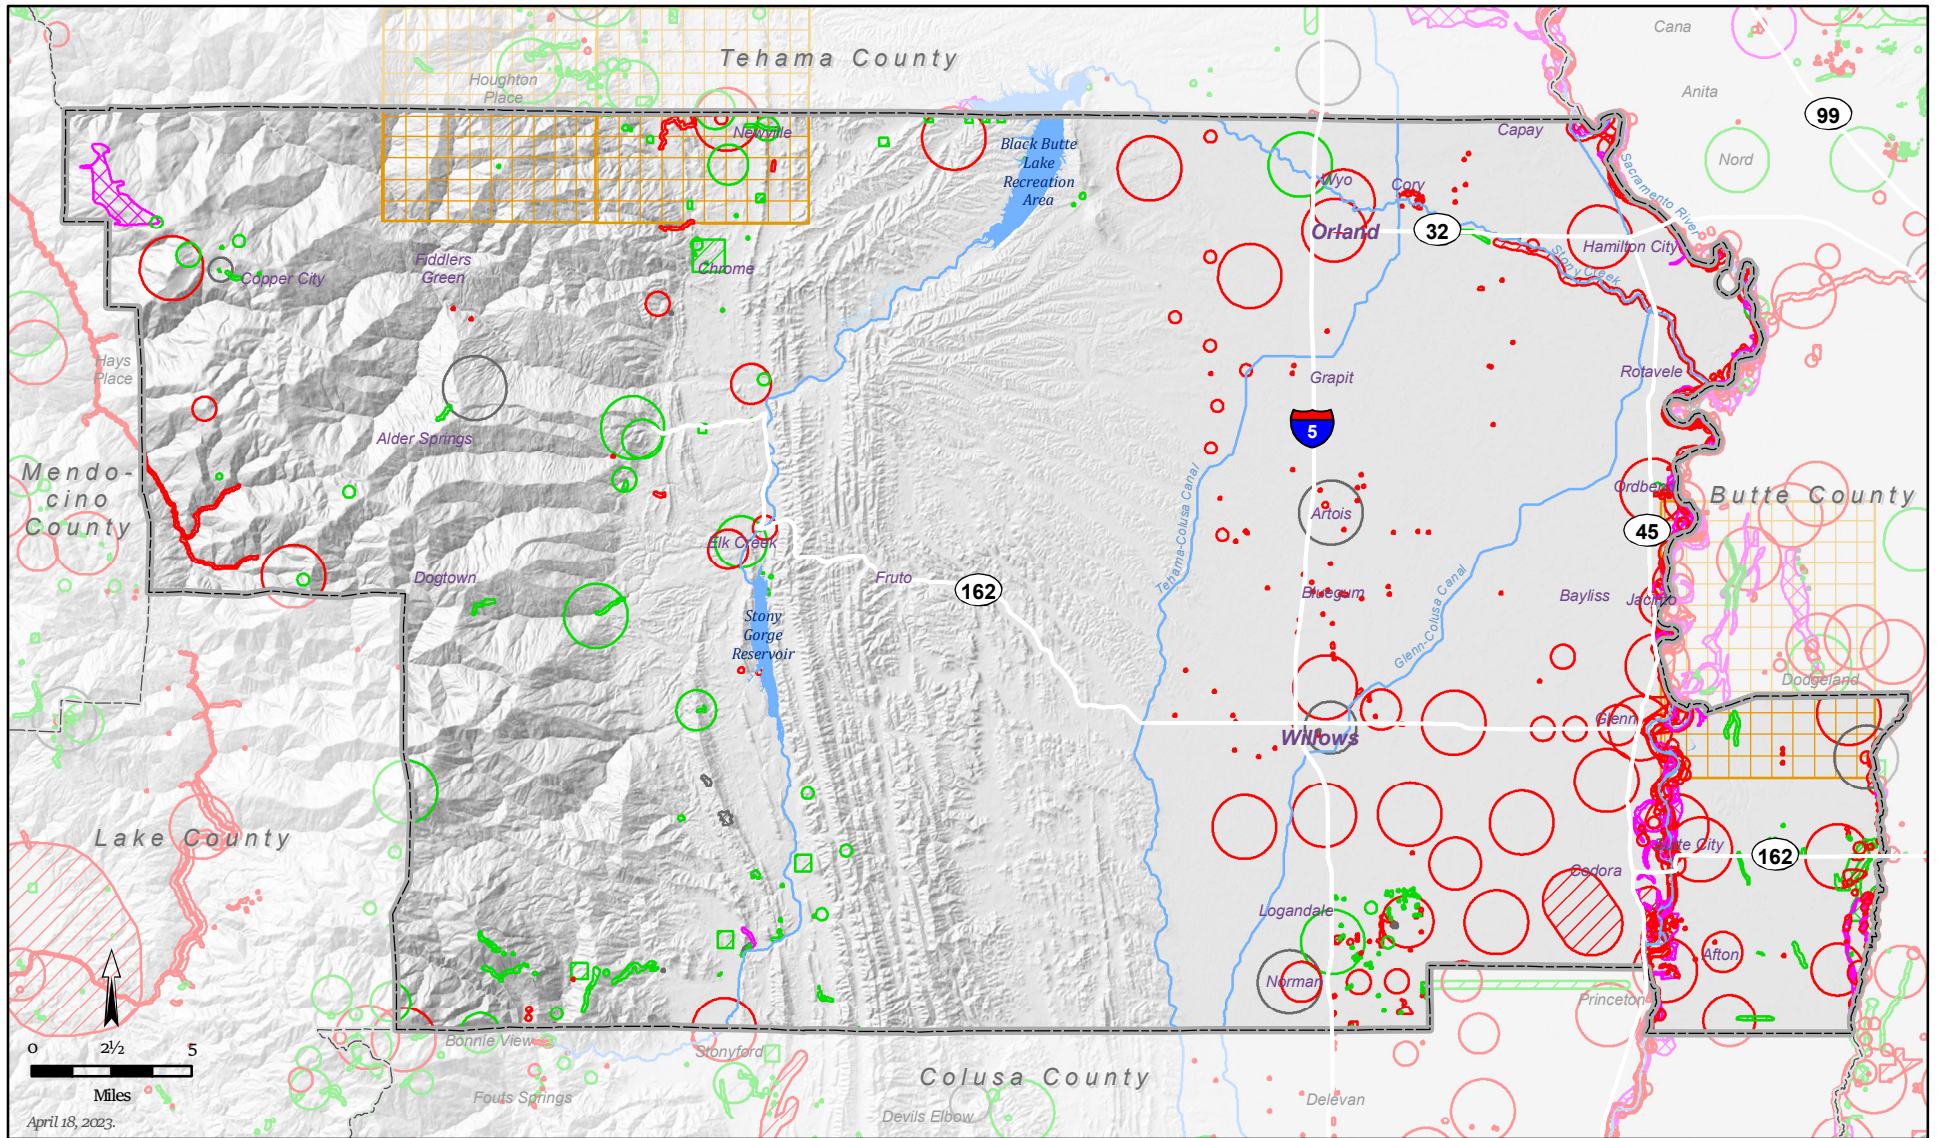 Cana
Tehama County
Houghton
Place
Anita
99
Newville
Capay
Black Butte
Lake
Recreation
Area
Nord
Sacramento River
Wyo
Cory
Orland
32
Hamilton City
Stony Creek
Fiddlers
Green
Chrome
Copper City
Hays
Place
Grapit
Rotavele
5
Alder Springs
Mendo-
cino
County
Ordbend
Butte County
Tehama-Colusa Canal
Artois
45
Elk Creek
Dogtown
Fruto
162
Bluegum
Bayliss
Jacinto
Glenn-Colusa Canal
Stony
Gorge
Reservoir
Dodgeland
Glenn
Willows
Lake County
Butte City
162
Codora
Logandale
Afton
Norman
Princeton
Bonnie View
Stonyford
0 2½ 5
Miles
Colusa County
Fouts Springs
Devils Elbow
Delevan
April 18, 2023.